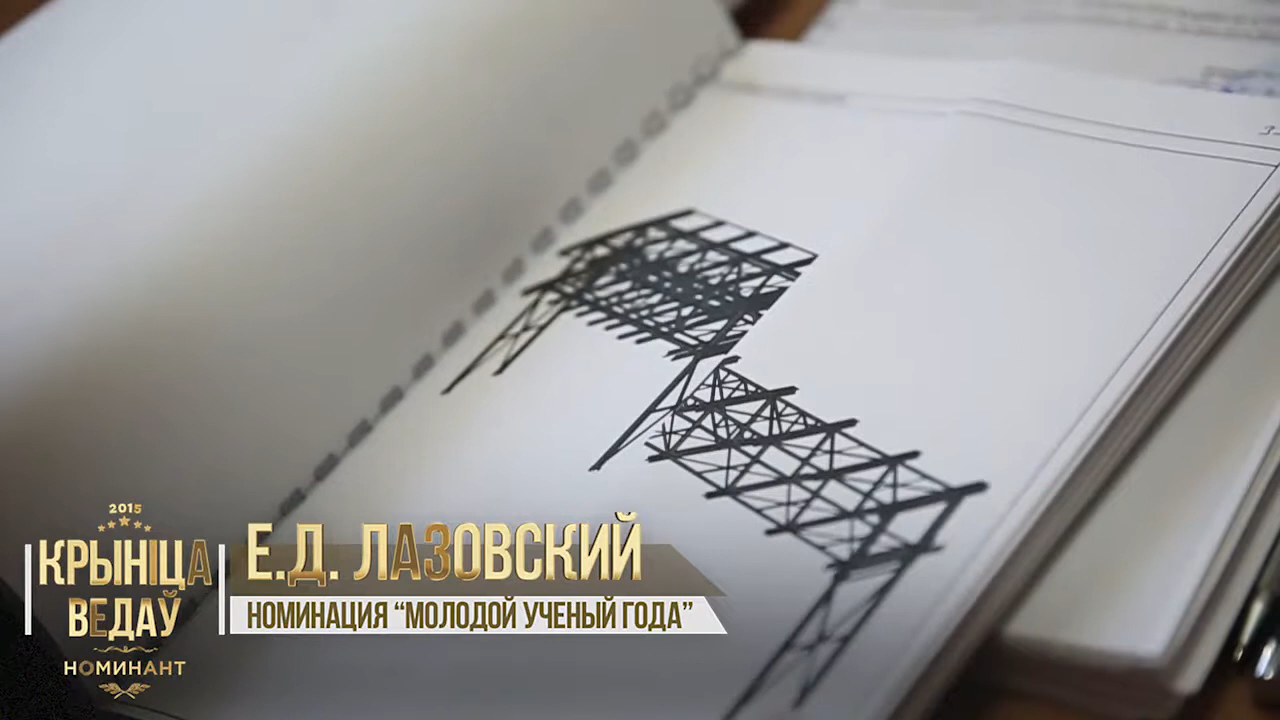 2015
КРЫНІЦА
ВЕДАЎ
НОМИНАНТ
Е.Д. ЛАЗОВСКИЙ
НОМИНАЦИЯ “МОЛОДОЙ УЧЕНЫЙ ГОДА”